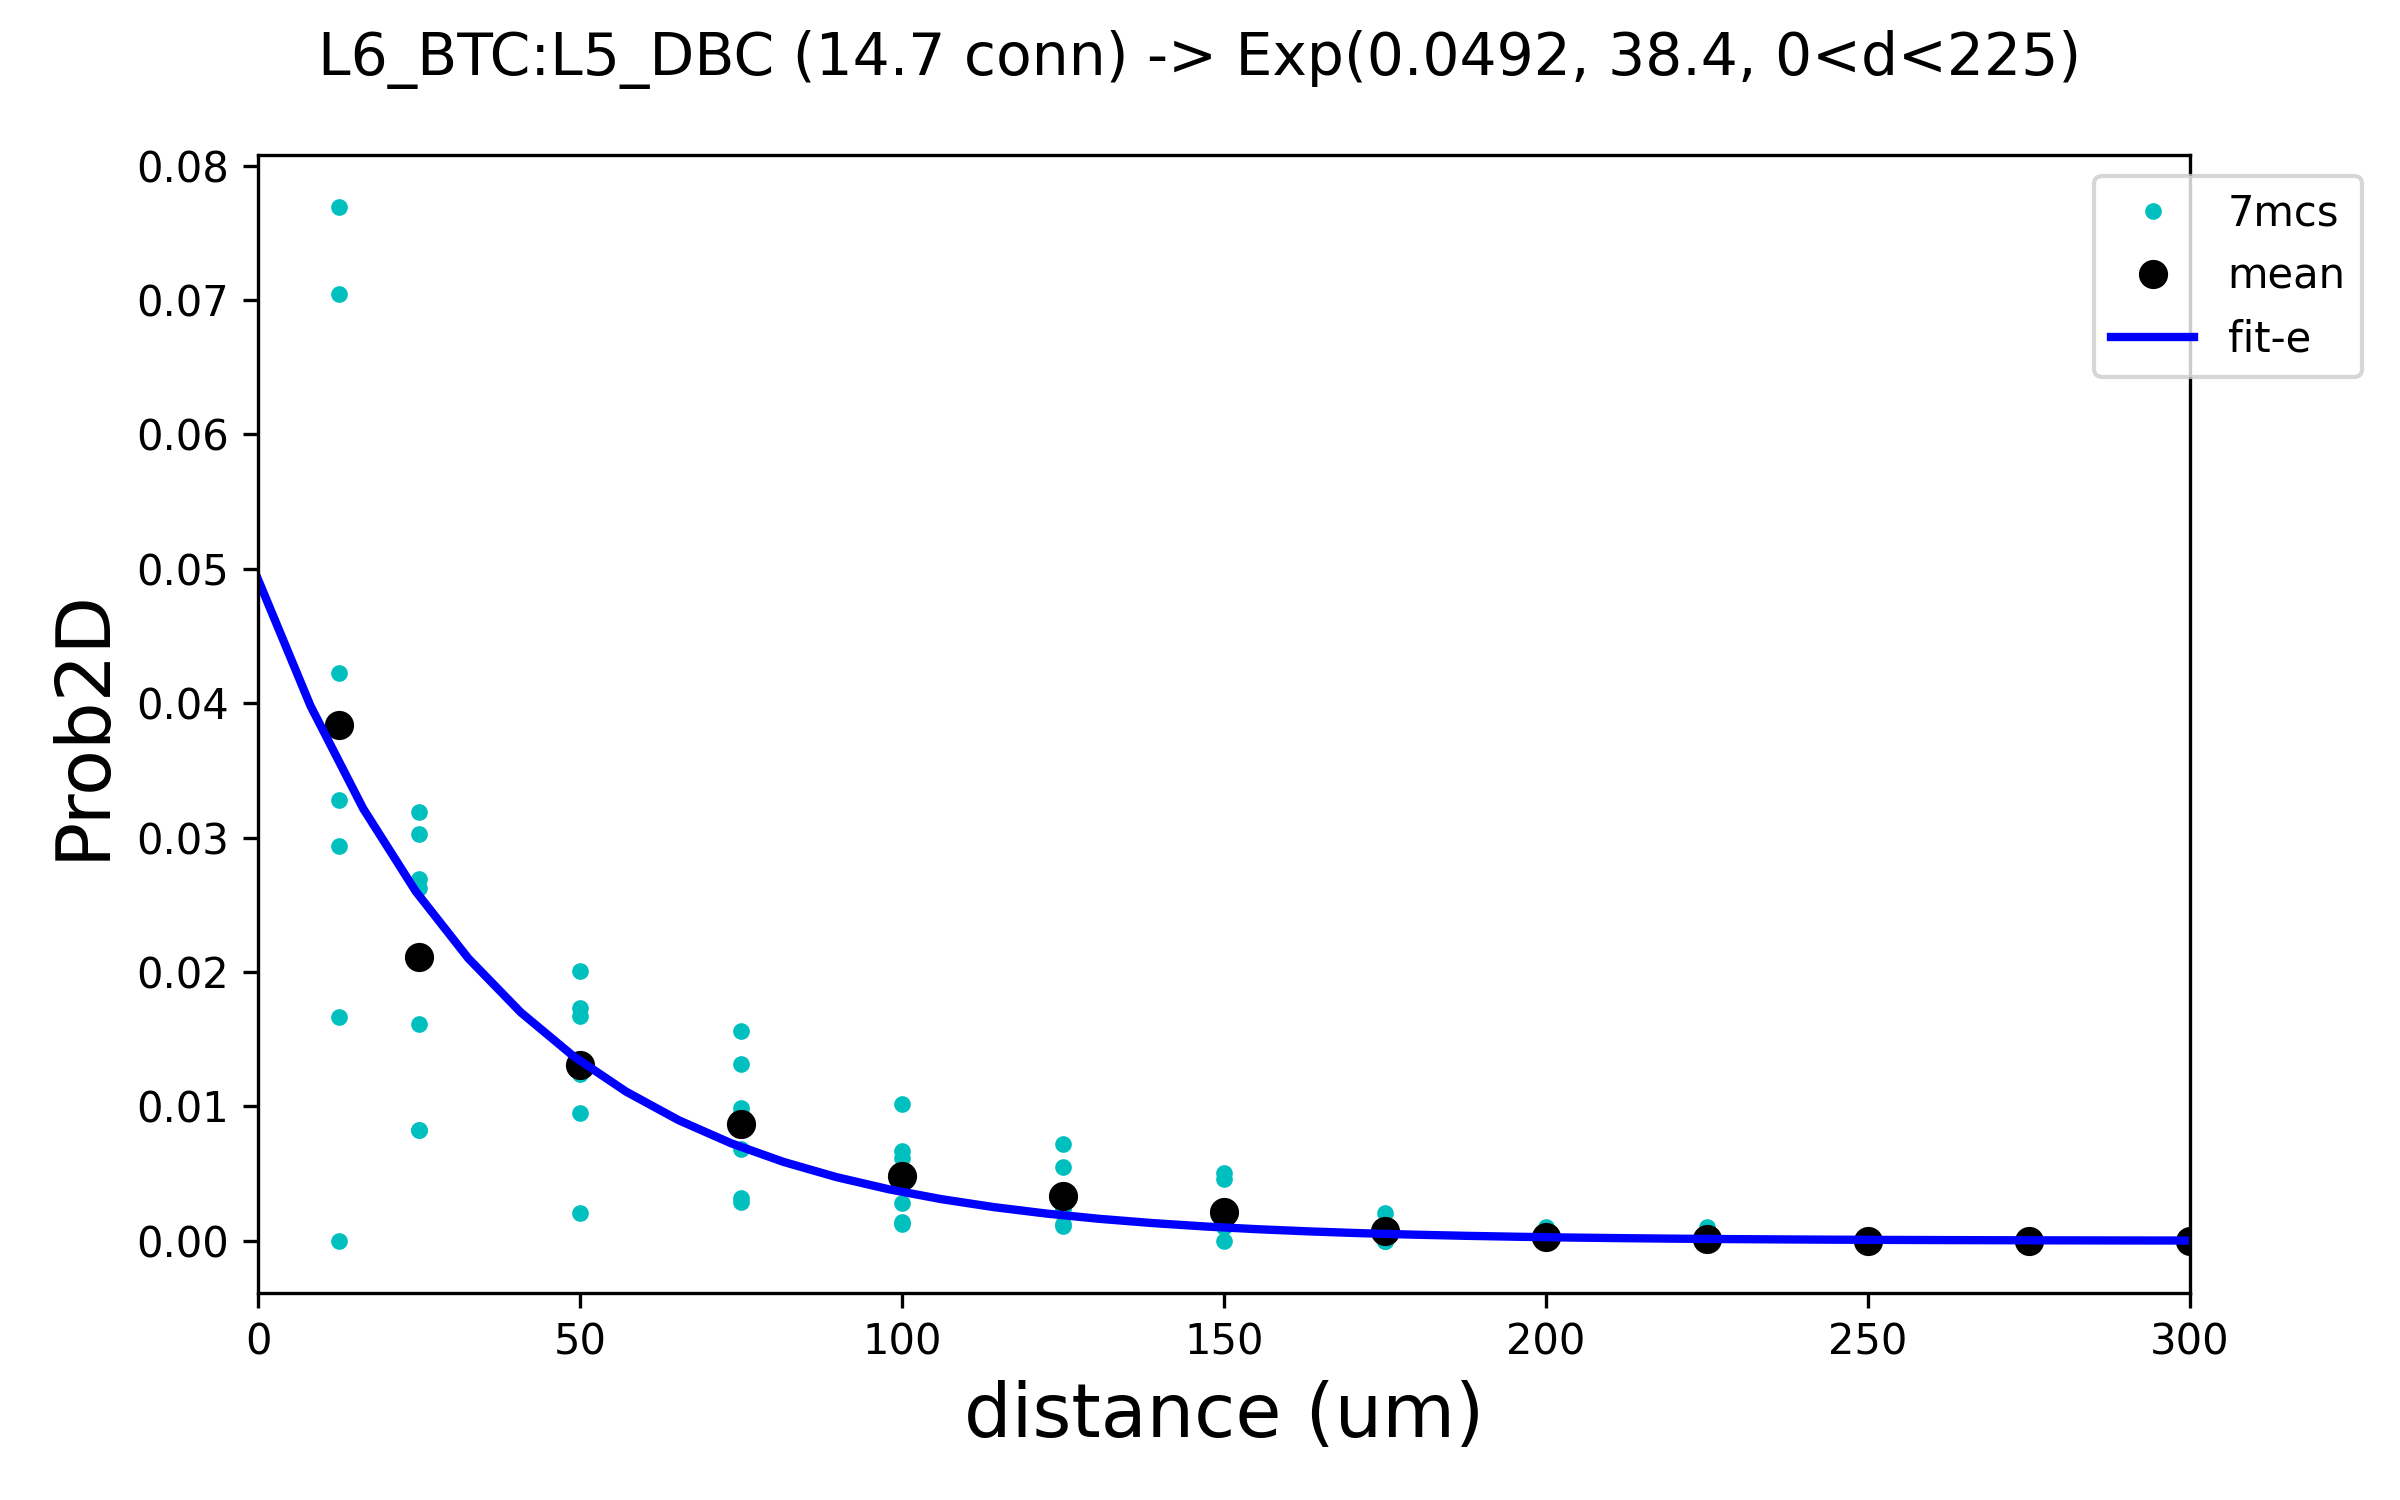 L6_BTC:L5_DBC (14.7 conn) -> Exp(0.0492, 38.4, 0<d<225)
0.08
0.07
0.06
0.05
0.04
0.03
0.02
0.01
0.00
Prob2D
7mcs
mean
fit-e
0 50 100 150 200 250 300
distance (um)